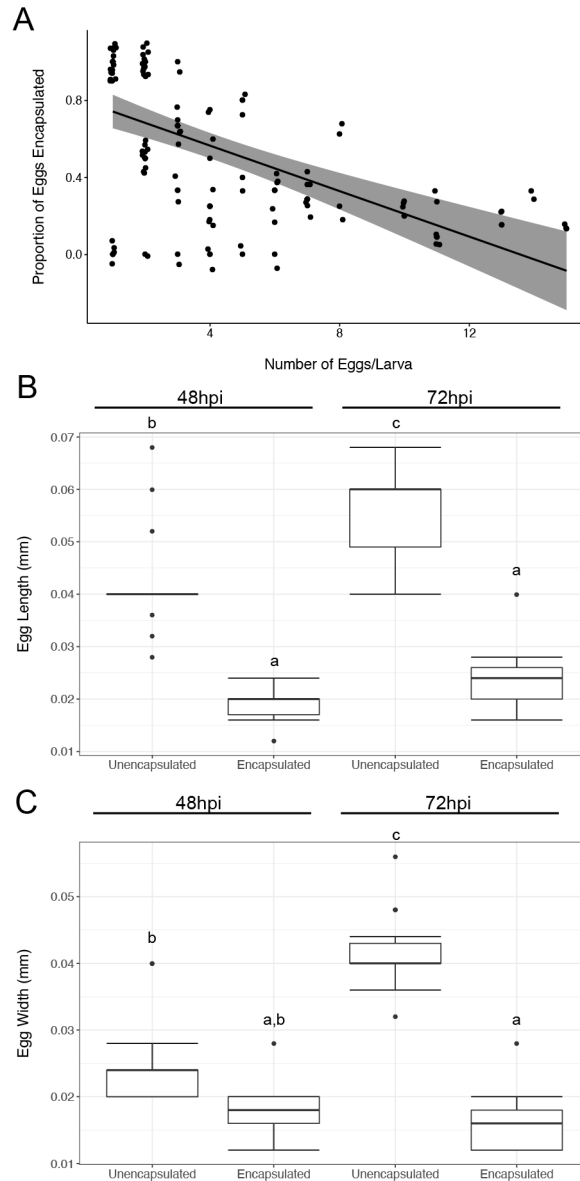 A
Proportion of Eggs Encapsulated
0.8
0.4
0.0
4
8
12
Number of Eggs/Larva
B
48hpi
72hpi
b
c
a
a
Egg Length (mm)
0.07
0.06
0.05
0.04
0.03
0.02
0.01
Unencapsulated
Encapsulated
Unencapsulated
Encapsulated
C
48hpi
72hpi
c
b
a,b
a
Egg Width (mm)
0.05
0.04
0.03
0.02
0.01
Unencapsulated
Encapsulated
Unencapsulated
Encapsulated